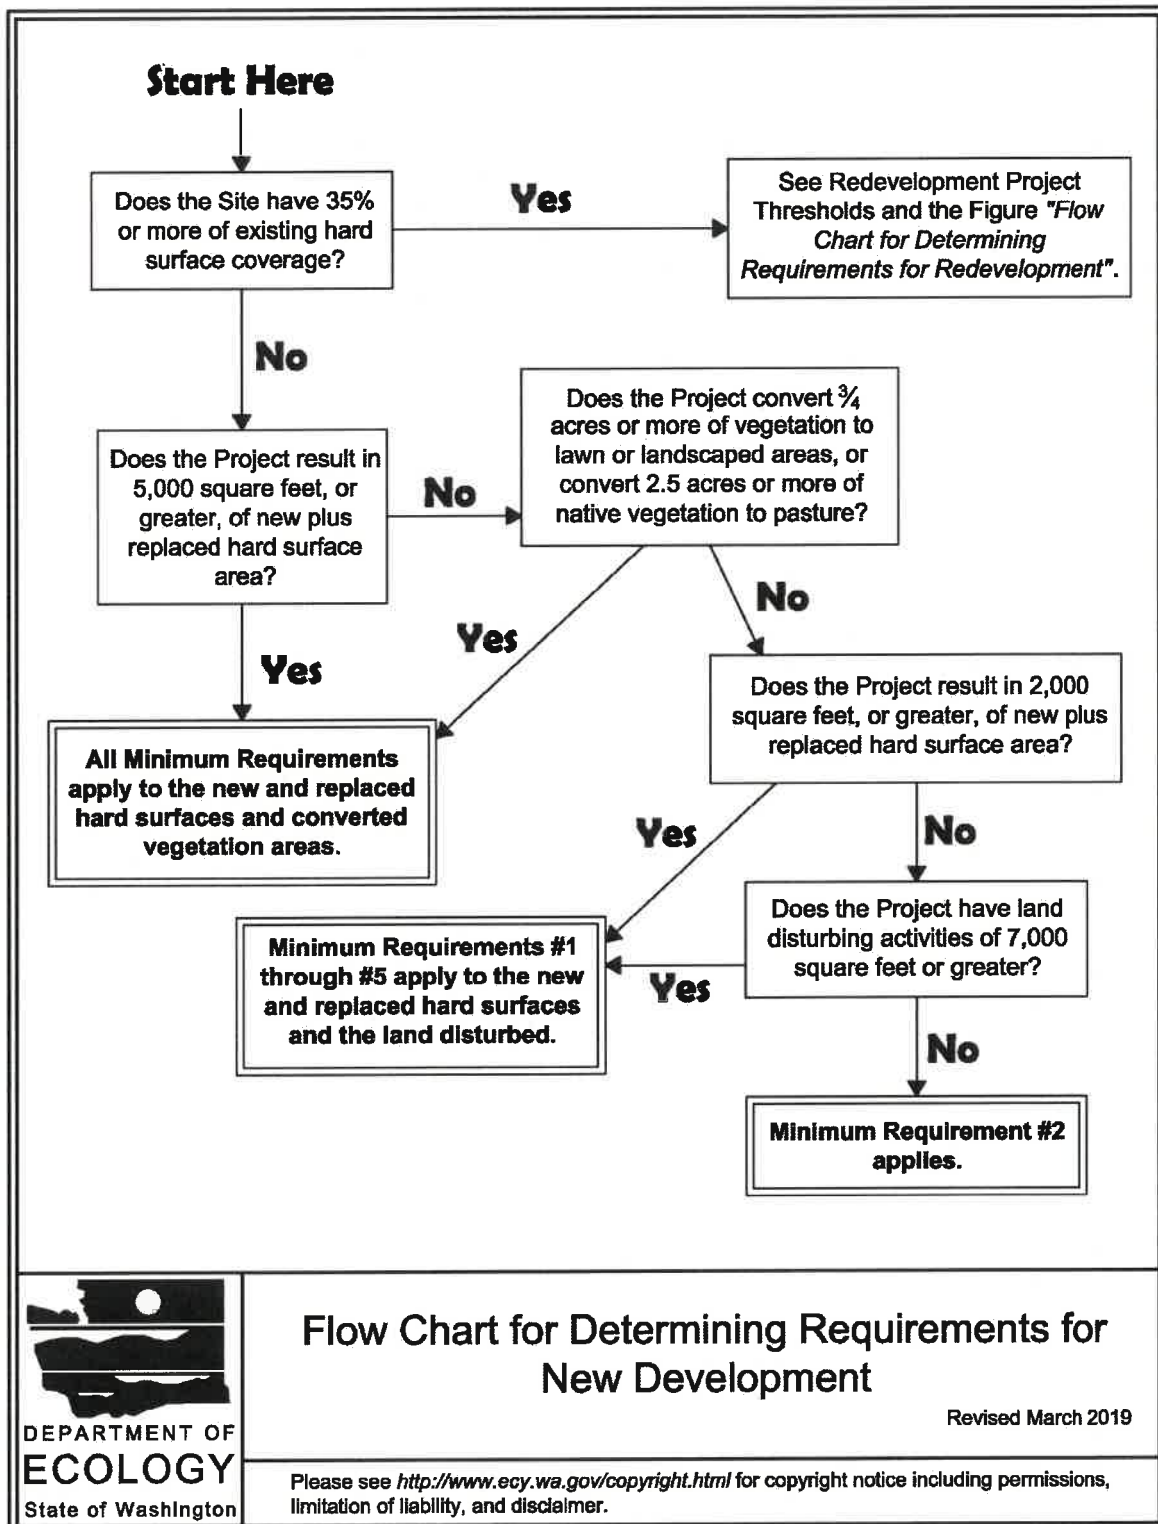 Start Here
Does the Site have 35%
or more of existing hard
surface coverage?
Yes
See Redevelopment Project
Thresholds and the Figure "Flow
Chart for Determining
Requirements for Redevelopment".
No
Does the Project result in
5,000 square feet, or
greater, of new plus
replaced hard surface
area?
No
Does the Project convert ¾
acres or more of vegetation to
lawn or landscaped areas, or
convert 2.5 acres or more of
native vegetation to pasture?
Yes
Yes
No
All Minimum Requirements
apply to the new and replaced
hard surfaces and converted
vegetation areas.
Does the Project result in 2,000
square feet, or greater, of new plus
replaced hard surface area?
Yes
No
Minimum Requirements #1
through #5 apply to the new
and replaced hard surfaces
and the land disturbed.
Yes
Does the Project have land
disturbing activities of 7,000
square feet or greater?
No
Minimum Requirement #2
applies.
DEPARTMENT OF
ECOLOGY
State of Washington
Flow Chart for Determining Requirements for
New Development
Revised March 2019
Please see http://www.ecy.wa.gov/copyright.html for copyright notice including permissions,
limitation of liability, and disclaimer.